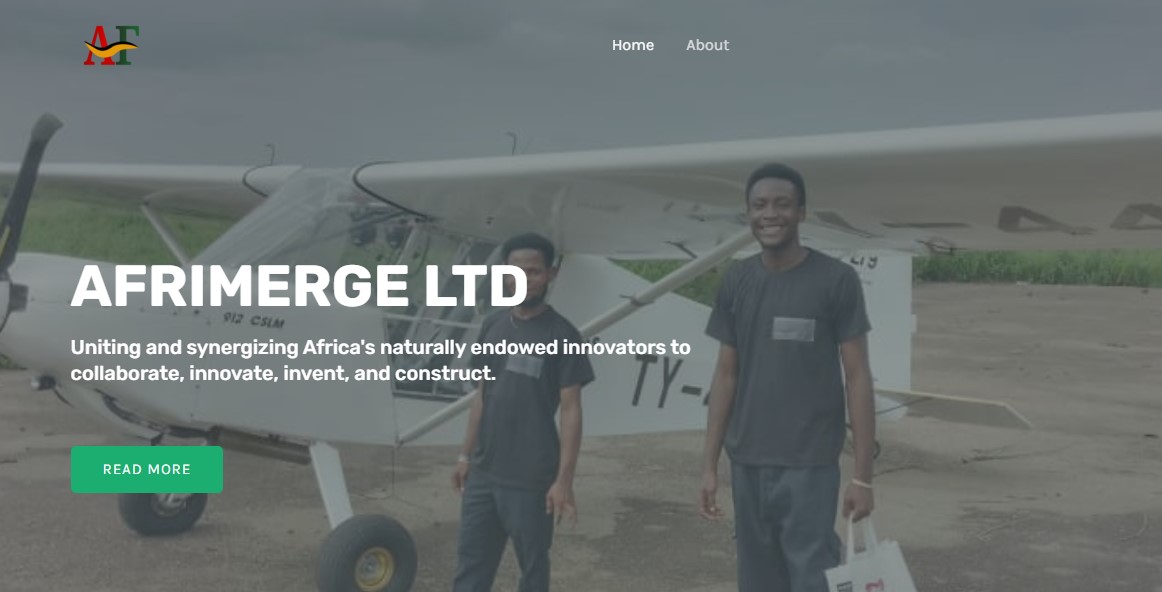 AF
Home About
AFRIMERGE LTD
912 CSLM
Uniting and synergizing Africa's naturally endowed innovators to
collaborate, innovate, invent, and construct.
TY-
READ MORE